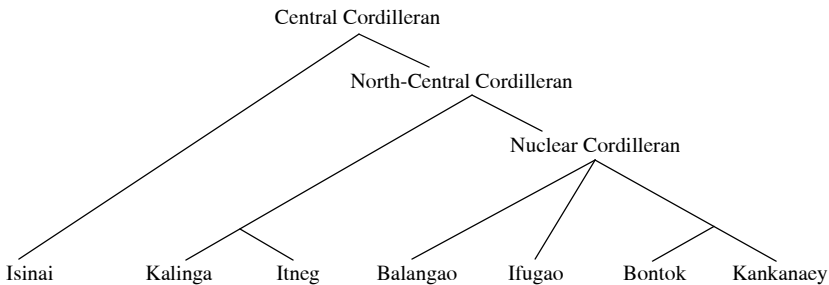 Central Cordilleran
North-Central Cordilleran
Nuclear Cordilleran
Isinai Kalinga Itneg Balangao Ifugao Bontok Kankanaey